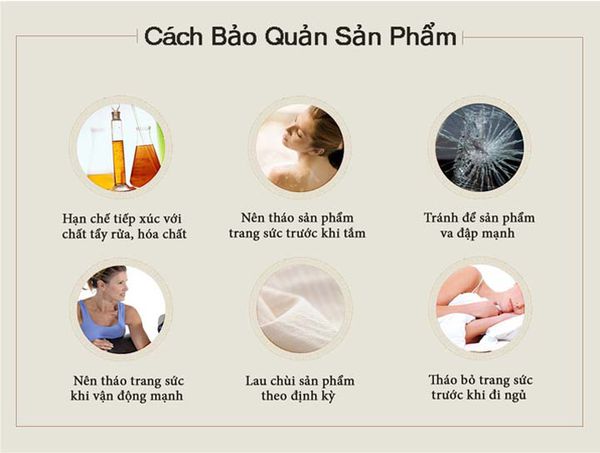 Cách Bảo Quản Sản Phẩm
Hạn chế tiếp xúc với
chất tẩy rửa, hóa chất
Nên tháo sản phẩm
trang sức trước khi tắm
Tránh để sản phẩm
va đập mạnh
Nên tháo trang sức
khi vận động mạnh
Lau chùi sản phẩm
theo định kỳ
Tháo bỏ trang sức
trước khi đi ngủ